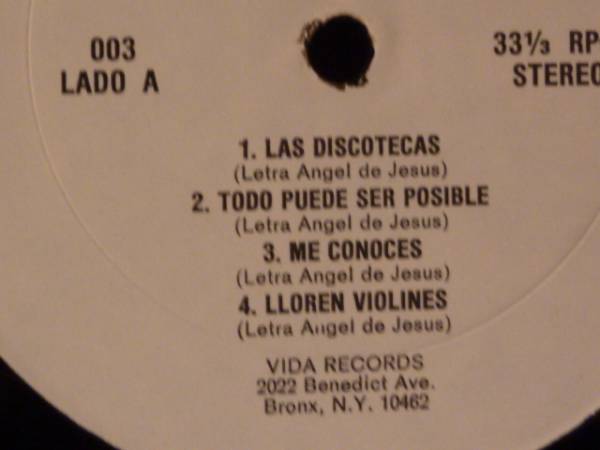 003
LADO A
33⅓ RP
STEREO
1. LAS DISCOTECAS
(Letra Angel de Jesus)
2. TODO PUEDE SER POSIBLE
(Letra Angel de Jesus)
3. ME CONOCES
(Letra Angel de Jesus)
4. LLOREN VIOLINES
(Letra Angel de Jesus)
VIDA RECORDS
2022 Benedict Ave.
Bronx, N.Y. 10462